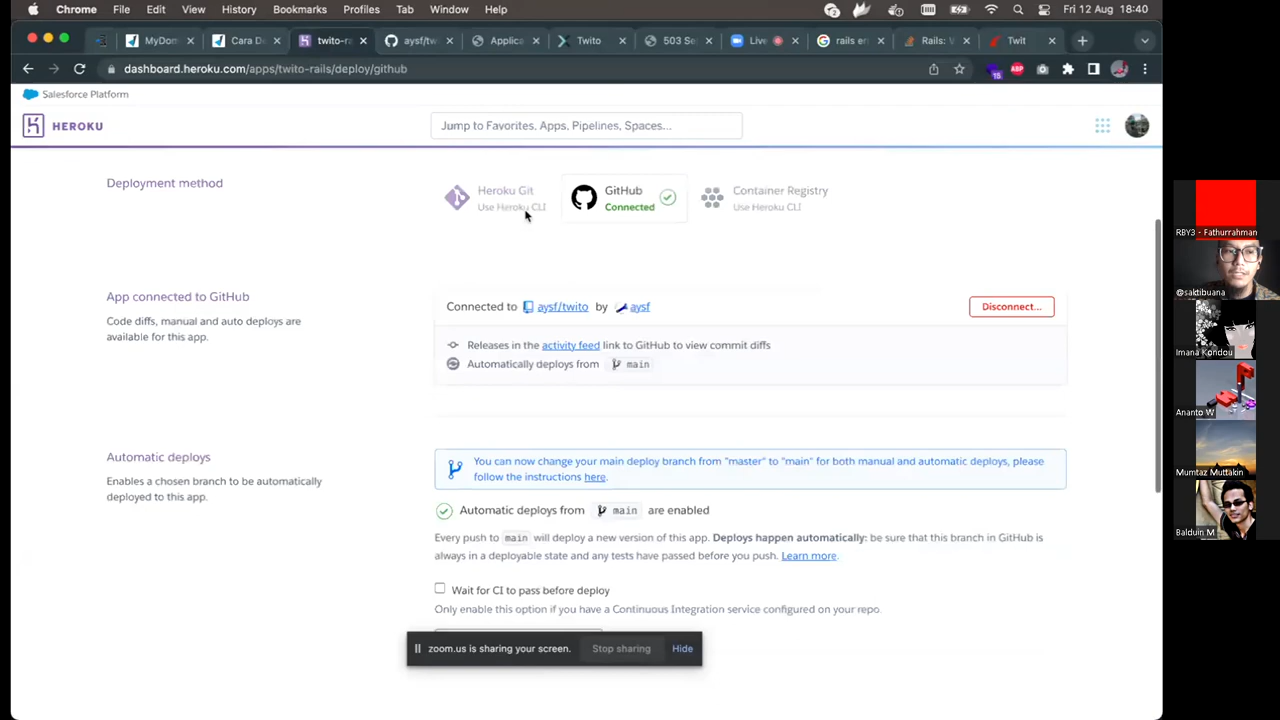 Chrome File Edit View History Bookmarks Profiles Tab Window Help Fri 12 Aug 18:40
MyDom Cara De twito-ra aysf/tw Applica Twito 503 Se Live rails en Rails: V Twit
dashboard.heroku.com/apps/twito-rails/deploy/github
15 ABP
Salesforce Platform
HEROKU
Jump to Favorites, Apps, Pipelines, Spaces...
Deployment method
Heroku Git
Use Heroku CLI
GitHub
Connected
Container Registry
Use Heroku CLI
App connected to GitHub
Code diffs, manual and auto deploys are
available for this app.
Connected to aysf/twito by aysf
Disconnect...
Releases in the activity feed link to GitHub to view commit diffs
Automatically deploys from main
Automatic deploys
Enables a chosen branch to be automatically
deployed to this app.
You can now change your main deploy branch from "master" to "main" for both manual and automatic deploys, please
follow the instructions here.
Automatic deploys from main are enabled
Every push to main will deploy a new version of this app. Deploys happen automatically: be sure that this branch in GitHub is
always in a deployable state and any tests have passed before you push. Learn more.
Wait for CI to pass before deploy
Only enable this option if you have a Continuous Integration service configured on your repo.
zoom.us is sharing your screen. Stop sharing Hide
RBY3 - Fathurrahman
@saktibuana
Imana Kondou
Ananto W
Mumtaz Muttakin
Balduin M